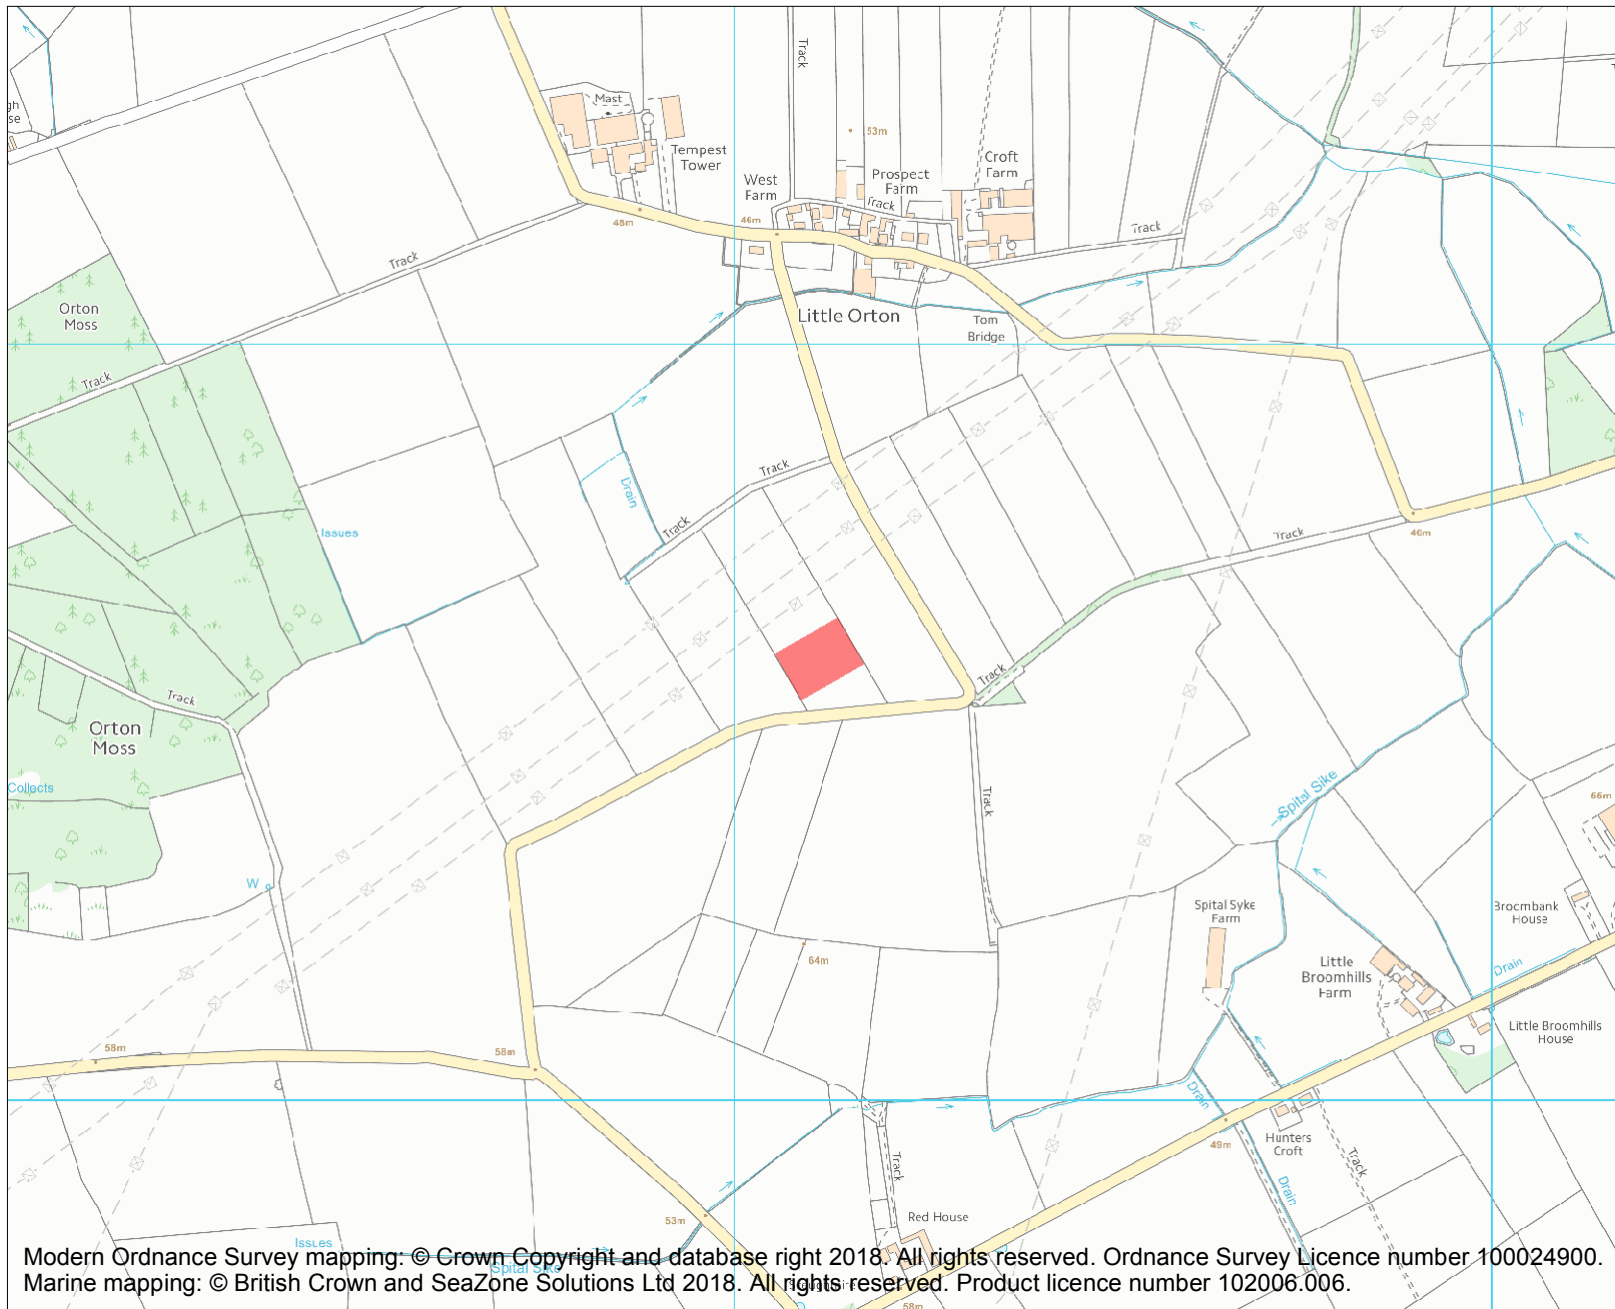 Track
Mast
53m
Tempest
Tower
West
Farm
Prospect
Farm
Croft
Farm
Track
46m
48m
Track
Track
Orton
Moss
Little Orton
Tom
Bridge
Track
Track
Drain
Track
Issues
Track
46m
Track
Track
Orton
Moss
Collects
Track
Spital Sike
66m
W
Spital Syke
Farm
Broombank
House
64m
Little
Broomhills
Farm
Drain
Little Broomhills
House
58m
58m
Drain
49m
Hunters
Croft
Track
Track
Drain
53m
Red House
Issues
Spital Sike
Modern Ordnance Survey mapping: © Crown Copyright and database right 2018. All rights reserved. Ordnance Survey Licence number 100024900.
Marine mapping: © British Crown and SeaZone Solutions Ltd 2018. All rights reserved. Product licence number 102006.006.
58m